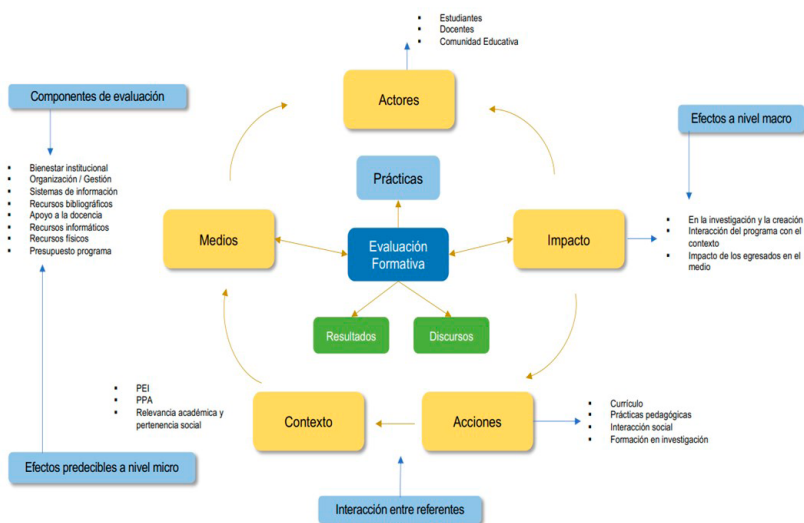 Estudiantes
Docentes
Comunidad Educativa
Componentes de evaluación
Actores
Efectos a nivel macro
Bienestar institucional
Organización / Gestión
Sistemas de información
Recursos bibliográficos
Apoyo a la docencia
Recursos informáticos
Recursos físicos
Presupuesto programa
Prácticas
Medios
Evaluación
Formativa
Impacto
En la investigación y la creación
Interacción del programa con el
contexto
Impacto de los egresados en el
medio
Resultados
Discursos
PEI
PPA
Relevancia académica y
pertenencia social
Contexto
Acciones
Currículo
Prácticas pedagógicas
Interacción social
Formación en investigación
Efectos predecibles a nivel micro
Interacción entre referentes